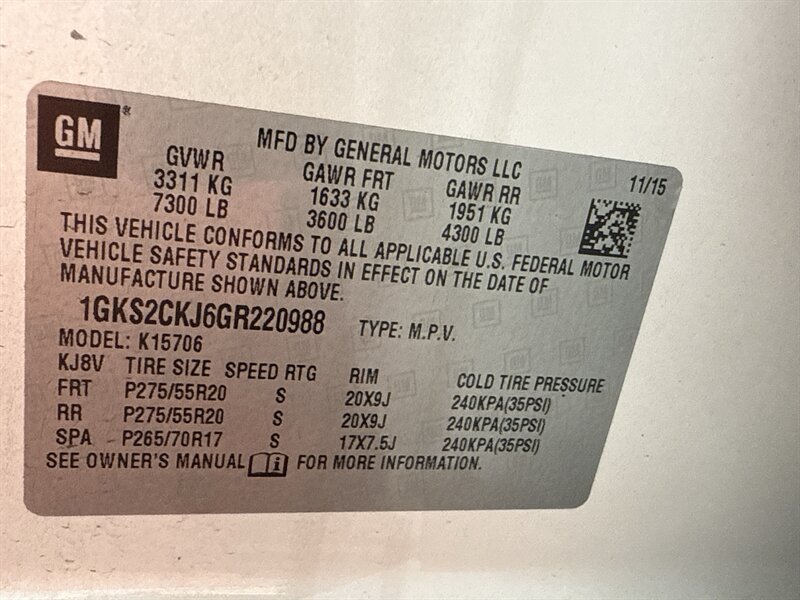 GM
MFD BY GENERAL MOTORS LLC
11/15
GVWR GAWR FRT GAWR RR
3311 KG 1633 KG 1951 KG
7300 LB 3600 LB 4300 LB
THIS VEHICLE CONFORMS TO ALL APPLICABLE U.S. FEDERAL MOTOR
VEHICLE SAFETY STANDARDS IN EFFECT ON THE DATE OF
MANUFACTURE SHOWN ABOVE.
1GKS2CKJ6GR220988 TYPE: M.P.V.
MODEL: K15706
KJ8V TIRE SIZE SPEED RTG RIM COLD TIRE PRESSURE
FRT P275/55R20 S 20X9J 240KPA(35PSI)
RR P275/55R20 S 20X9J 240KPA(35PSI)
SPA P265/70R17 S 17X7.5J 240KPA(35PSI)
SEE OWNER'S MANUAL i FOR MORE INFORMATION.